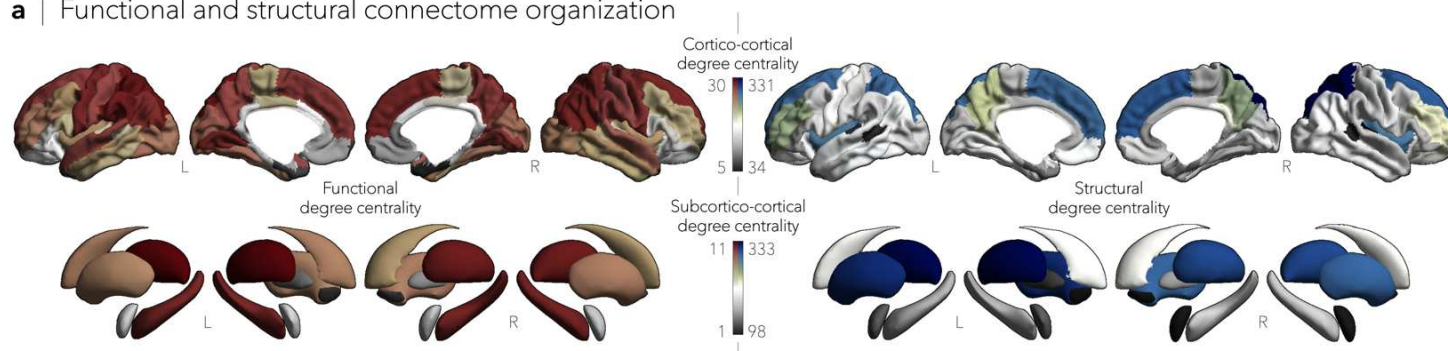 a | Functional and structural connectome organization
Cortico-cortical
degree centrality
30 331
5 34
L R L R
Functional
degree centrality
Structural
degree centrality
Subcortico-cortical
degree centrality
11 333
1 98
L R L R